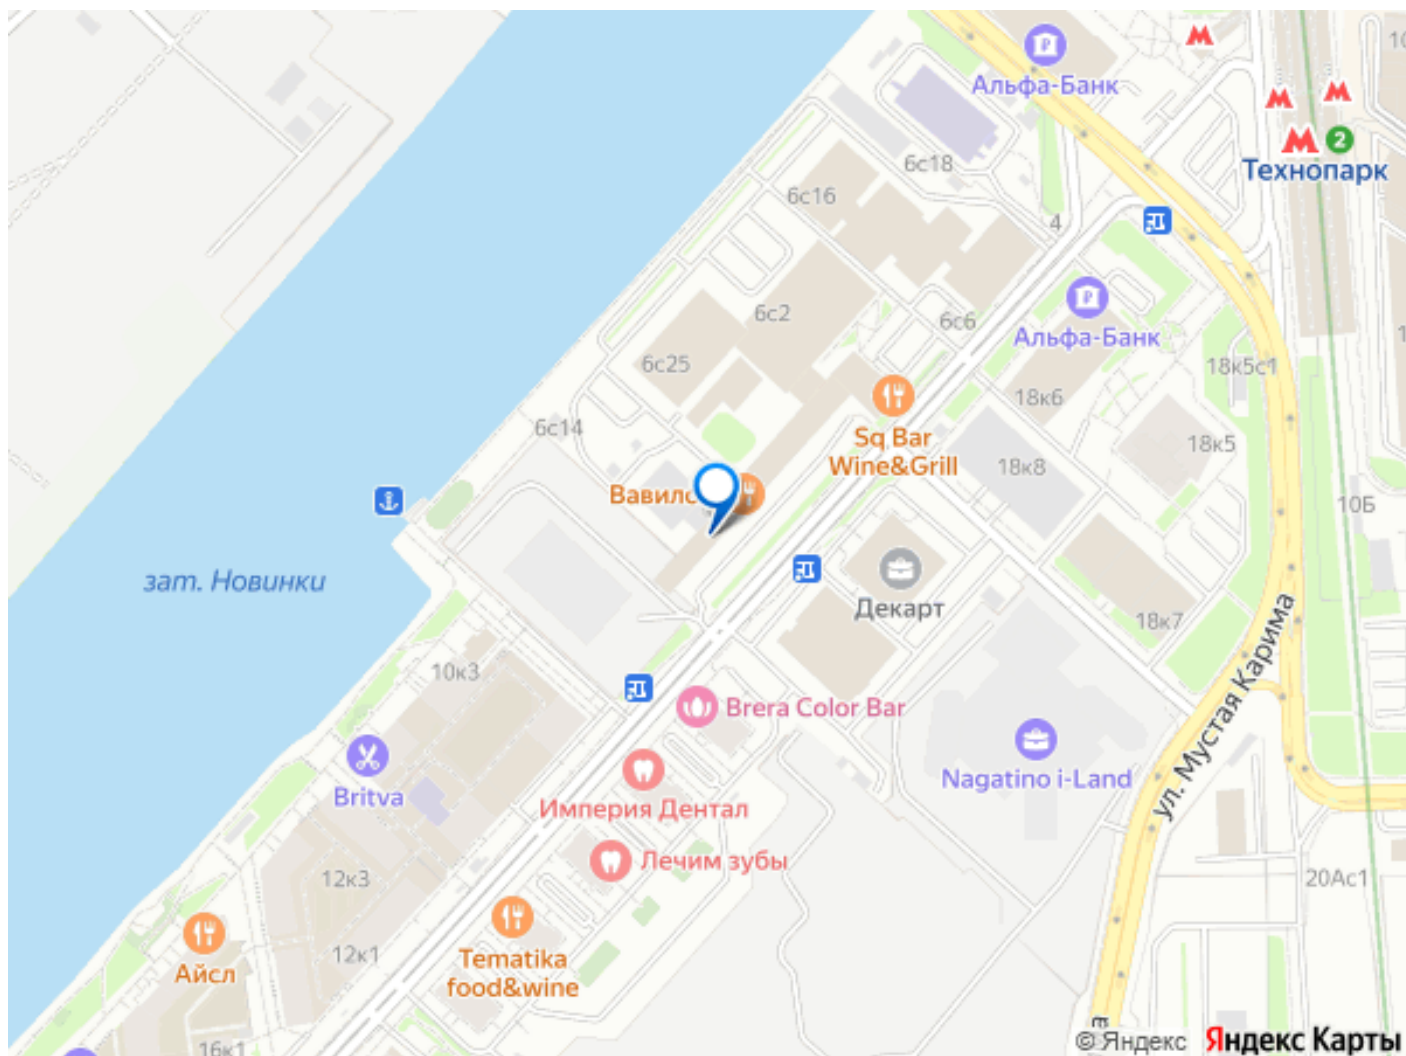 Альфа-Банк
2
Технопарк
6с18
6с16
4
6с2
6с6
Альфа-Банк
6с25
18к5с1
18к6
6с14
Sq Bar
Wine&Grill
18к5
18к8
10Б
зат. Новинки
Декарт
18к7
10к3
ул. Мустая Карима
Brera Color Bar
Britva
Империя Дентал
Nagatino i-Land
Лечим зубы
12к3
20Ас1
12к1
Tematika
food&wine
Айсл
16к1
© Яндекс Яндекс Карты